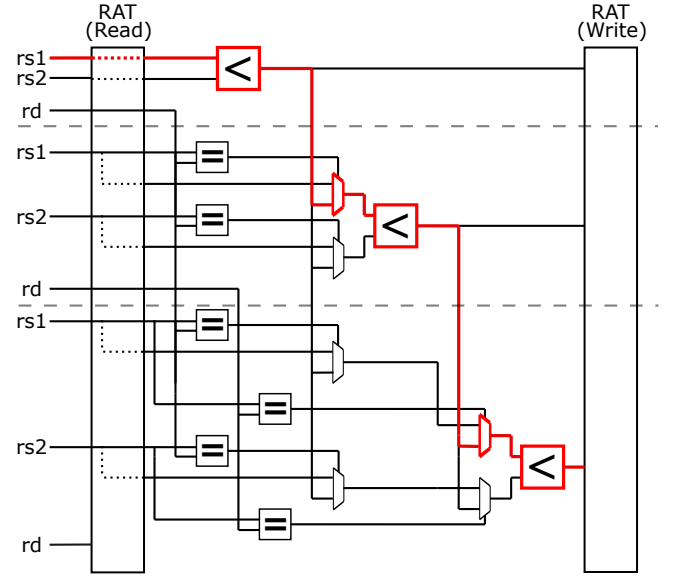 RAT
(Read)
RAT
(Write)
rs1
rs2
rd
<
rs1
=
rs2
=
<
rd
rs1
=
=
rs2
=
<
=
rd